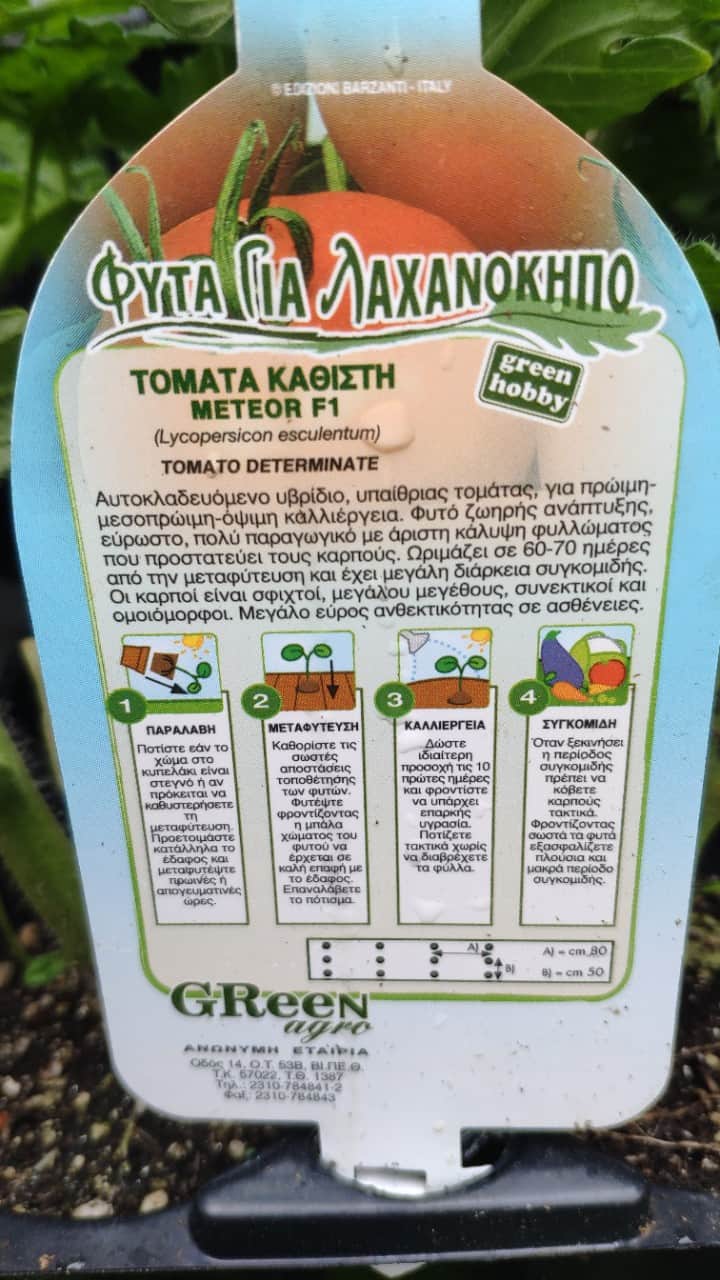 © EDIZIONI BARZANTI - ITALY
ΦΥΤΑ ΓΙΑ ΛΑΧΑΝΟΚΗΠΟ
green
hobby
ΤΟΜΑΤΑ ΚΑΘΙΣΤΗ
METEOR F1
(Lycopersicon esculentum)
TOMATO DETERMINATE
Αυτοκλαδευόμενο υβρίδιο, υπαίθριας τομάτας, για πρώιμη-
μεσοπρώιμη-όψιμη καλλιέργεια. Φυτό ζωηρής ανάπτυξης,
εύρωστο, πολύ παραγωγικό με άριστη κάλυψη φυλλώματος
που προστατεύει τους καρπούς. Ωριμάζει σε 60-70 ημέρες
από την μεταφύτευση και έχει μεγάλη διάρκεια συγκομιδής.
Οι καρποί είναι σφιχτοί, μεγάλου μεγέθους, συνεκτικοί και
ομοιόμορφοι. Μεγάλο εύρος ανθεκτικότητας σε ασθένειες.
1
ΠΑΡΑΛΑΒΗ
Ποτίστε εάν το
χώμα στο
κυπελάκι είναι
στεγνό ή αν
πρόκειται να
καθυστερήσετε
τη
μεταφύτευση.
Προετοιμάστε
κατάλληλα το
έδαφος και
μεταφυτέψτε
πρωινές ή
απογευματινές
ώρες.
2
ΜΕΤΑΦΥΤΕΥΣΗ
Καθορίστε τις
σωστές
αποστάσεις
τοποθέτησης
των φυτών.
Φυτέψτε
φροντίζοντας
η μπάλα
χώματος του
φυτού να
έρχεται σε
καλή επαφή με
το έδαφος.
Επαναλάβετε
το πότισμα.
3
ΚΑΛΛΙΕΡΓΕΙΑ
Δώστε
ιδιαίτερη
προσοχή τις 10
πρώτες ημέρες
και φροντίστε
να υπάρχει
επαρκής
υγρασία.
Ποτίζετε
τακτικά χωρίς
να διαβρέχετε
τα φύλλα.
4
ΣΥΓΚΟΜΙΔΗ
Όταν ξεκινήσει
η περίοδος
συγκομιδής
πρέπει να
κόβετε
καρπούς
τακτικά.
Φροντίζοντας
σωστά τα φυτά
εξασφαλίζετε
πλούσια και
μακρά περίοδο
συγκομιδής.
A)
B)
A) = cm 80
B) = cm 50
GReeN
agro
ΑΝΩΝΥΜΗ ΕΤΑΙΡΙΑ
Οδός 14, Ο.Τ. 53Β, ΒΙ.ΠΕ.Θ.
Τ.Κ. 57022, Τ.Θ. 1387
Τηλ.: 2310-784841-2
Φαξ: 2310-784843